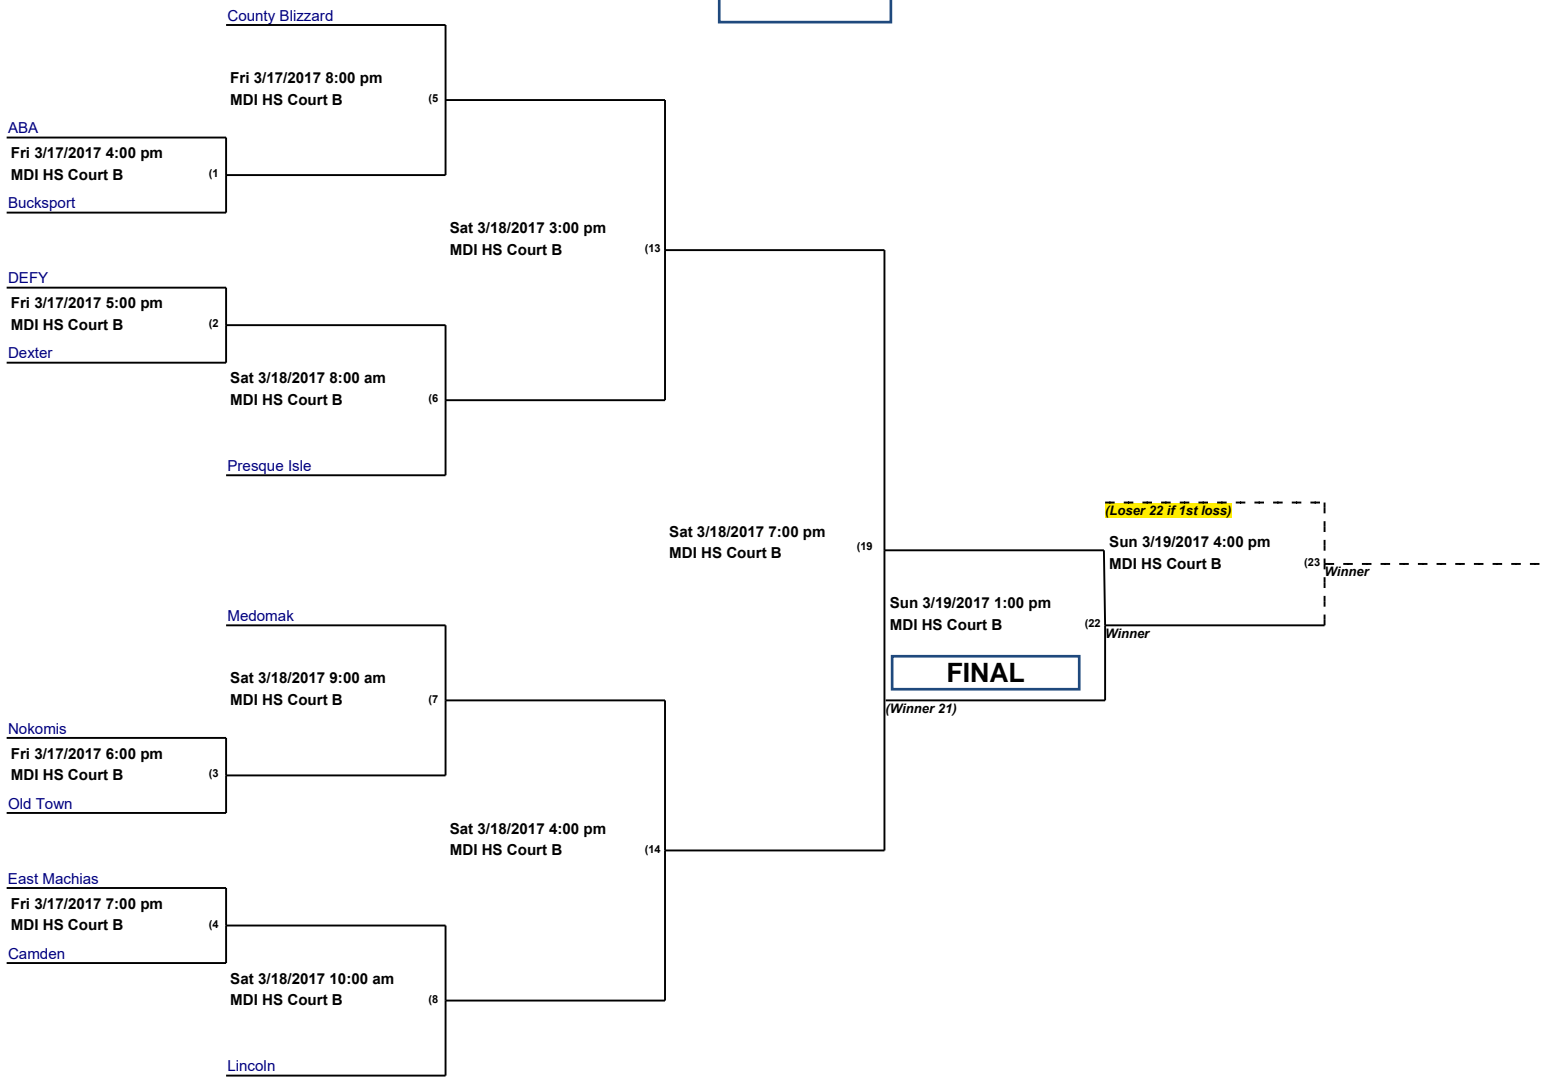 County Blizzard
Fri 3/17/2017 8:00 pm
MDI HS Court B (5
ABA
Fri 3/17/2017 4:00 pm
MDI HS Court B (1
Bucksport
Sat 3/18/2017 3:00 pm
MDI HS Court B (13
DEFY
Fri 3/17/2017 5:00 pm
MDI HS Court B (2
Dexter
Sat 3/18/2017 8:00 am
MDI HS Court B (6
Presque Isle
(Loser 22 if 1st loss)
Sat 3/18/2017 7:00 pm
MDI HS Court B (19
Sun 3/19/2017 4:00 pm
MDI HS Court B (23
Winner
Sun 3/19/2017 1:00 pm
MDI HS Court B (22
Winner
FINAL
(Winner 21)
Medomak
Sat 3/18/2017 9:00 am
MDI HS Court B (7
Nokomis
Fri 3/17/2017 6:00 pm
MDI HS Court B (3
Old Town
Sat 3/18/2017 4:00 pm
MDI HS Court B (14
East Machias
Fri 3/17/2017 7:00 pm
MDI HS Court B (4
Camden
Sat 3/18/2017 10:00 am
MDI HS Court B (8
Lincoln